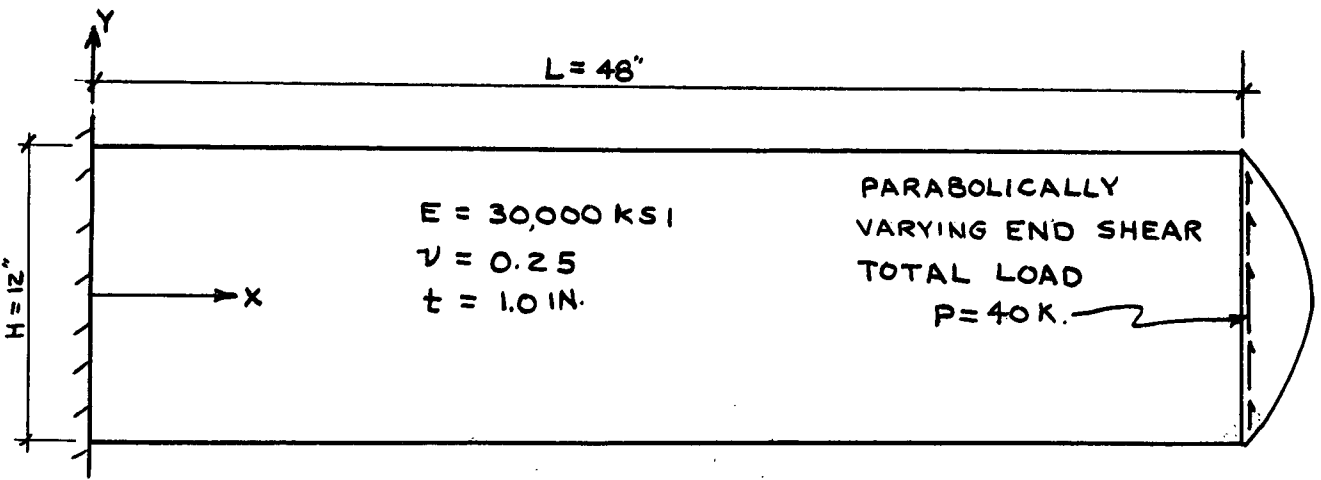 Y
L = 48"
H = 12"
X
E = 30,000 KSI
ν = 0.25
t = 1.0 IN.
PARABOLICALLY
VARYING END SHEAR
TOTAL LOAD
P = 40 K.